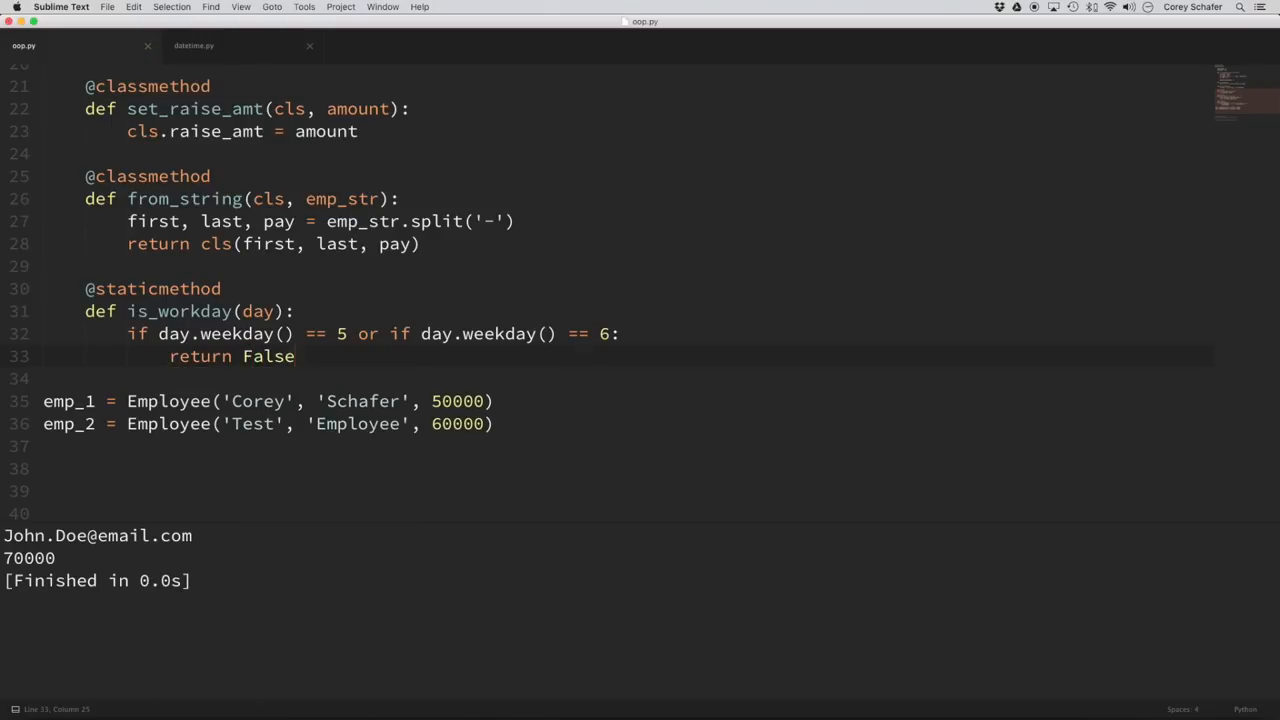 Sublime Text File Edit Selection Find View Goto Tools Project Window Help Corey Schafer
oop.py
oop.py datetime.py
20
21 @classmethod
22 def set_raise_amt(cls, amount):
23 cls.raise_amt = amount
24
25 @classmethod
26 def from_string(cls, emp_str):
27 first, last, pay = emp_str.split('-')
28 return cls(first, last, pay)
29
30 @staticmethod
31 def is_workday(day):
32 if day.weekday() == 5 or if day.weekday() == 6:
33 return False
34
35 emp_1 = Employee('Corey', 'Schafer', 50000)
36 emp_2 = Employee('Test', 'Employee', 60000)
37
38
39
40
John.Doe@email.com
70000
[Finished in 0.0s]
Line 33, Column 25 Spaces: 4 Python